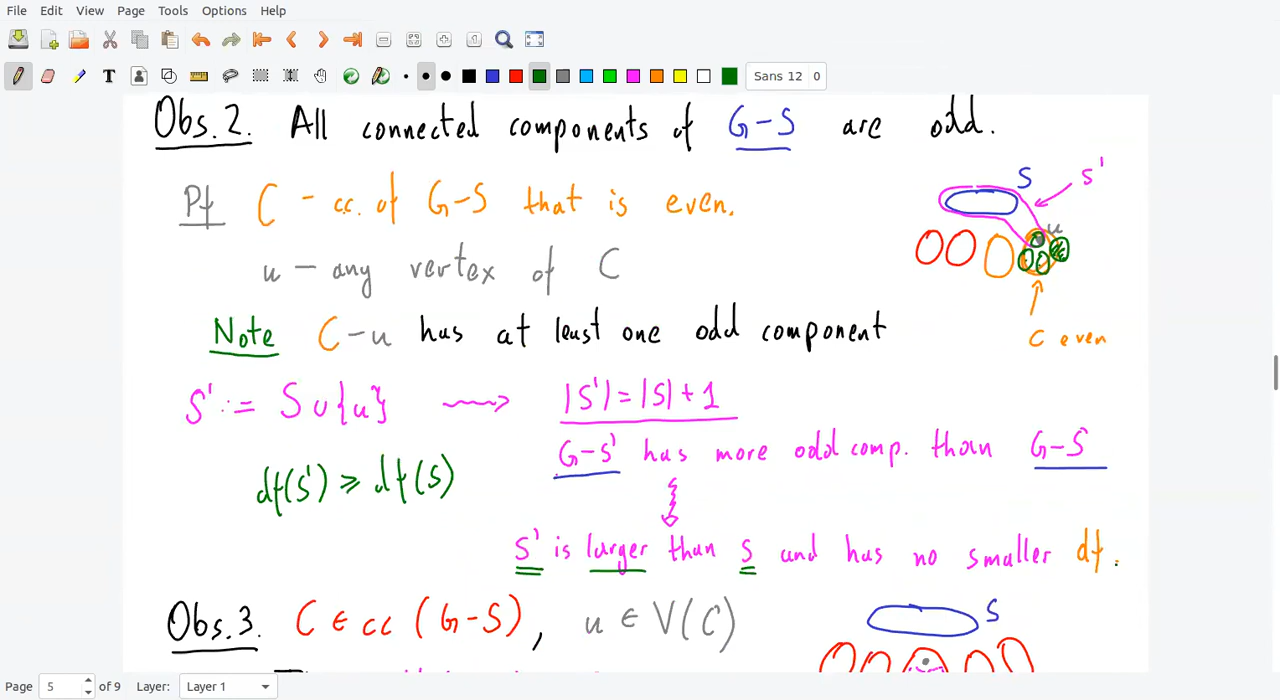 File Edit View Page Tools Options Help
Sans 12 0
Obs.2. All connected components of G-S are odd.
Pf C - cc. of G-S that is even.
u - any vertex of C
S S'
u
C even
Note C-u has at least one odd component
S' := S ∪ {u} ⟿ |S'| = |S| + 1
G-S' has more odd comp. than G-S
df(S') ≥ df(S)
S' is larger than S and has no smaller df.
Obs.3. C ∈ cc (G-S), u ∈ V(C)
S
Page 5 of 9 Layer: Layer 1